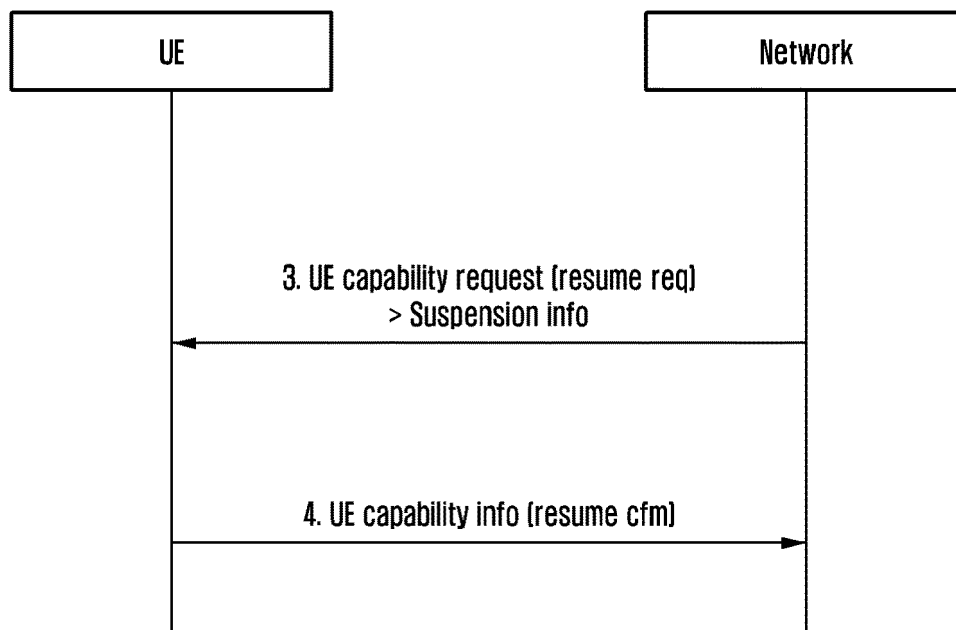 UE
Network
3. UE capability request (resume req)
> Suspension info
4. UE capability info (resume cfm)